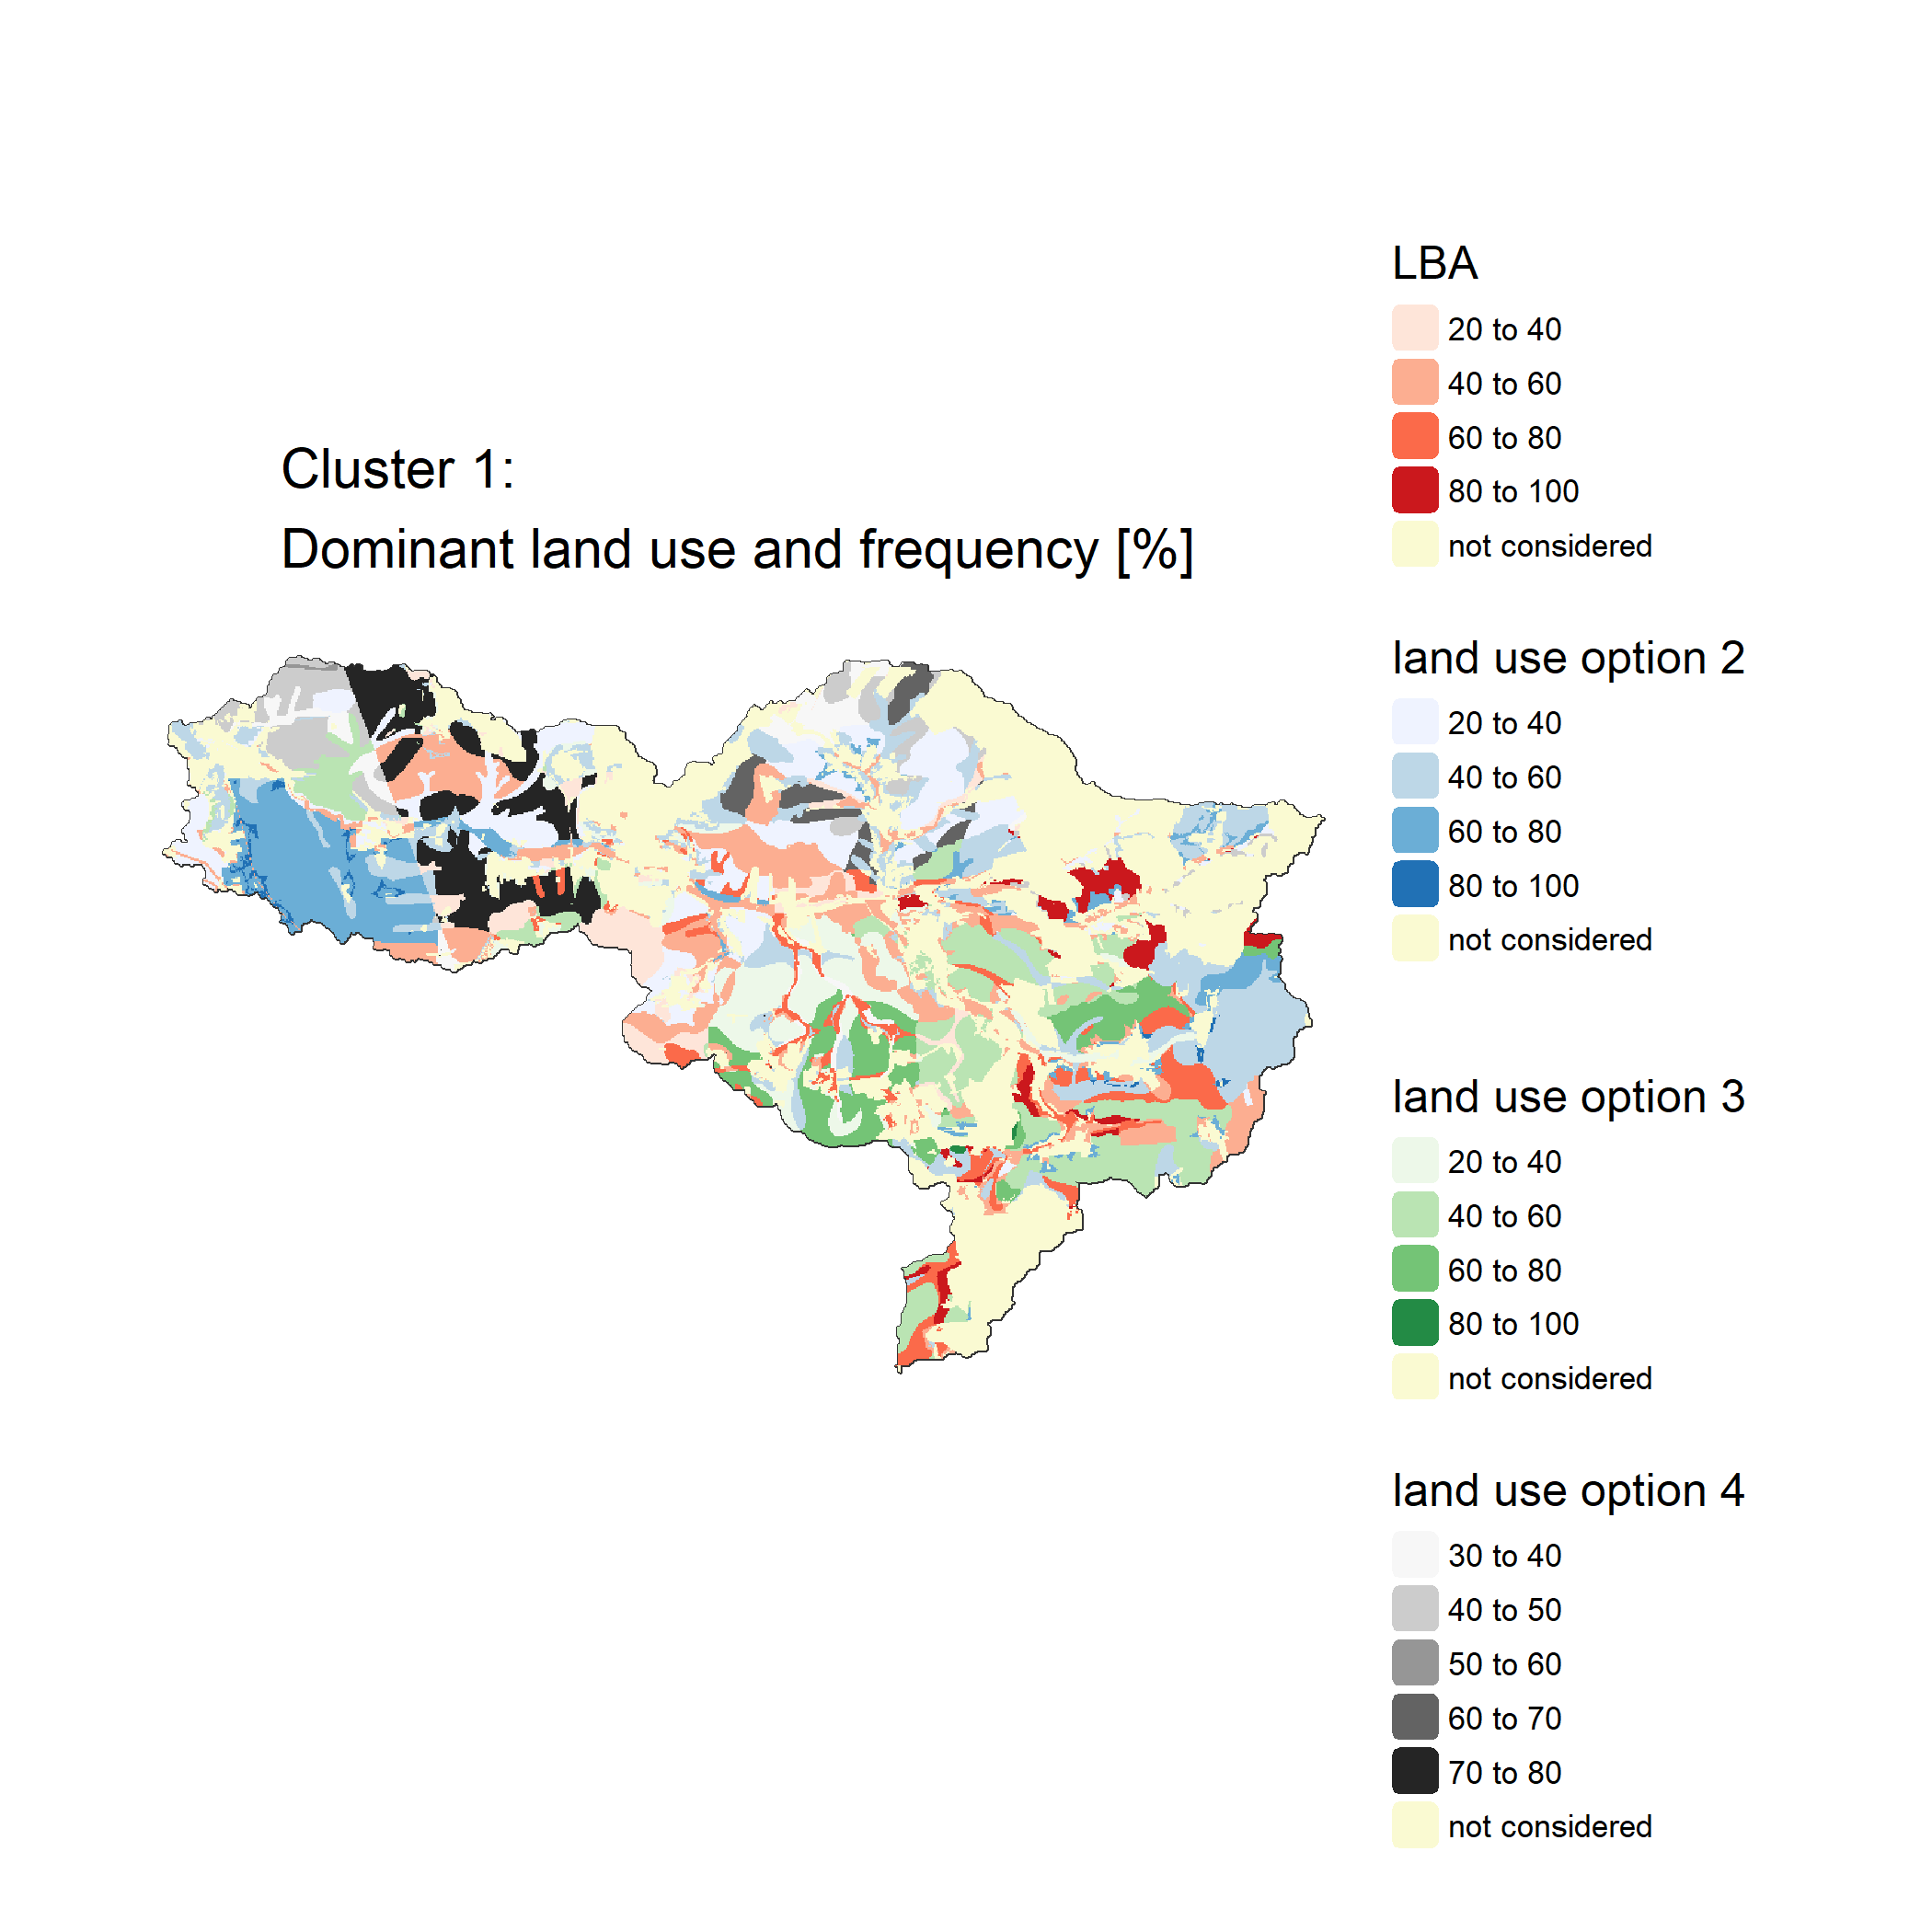 Cluster 1:
Dominant land use and frequency [%]
LBA
20 to 40
40 to 60
60 to 80
80 to 100
not considered
land use option 2
20 to 40
40 to 60
60 to 80
80 to 100
not considered
land use option 3
20 to 40
40 to 60
60 to 80
80 to 100
not considered
land use option 4
30 to 40
40 to 50
50 to 60
60 to 70
70 to 80
not considered